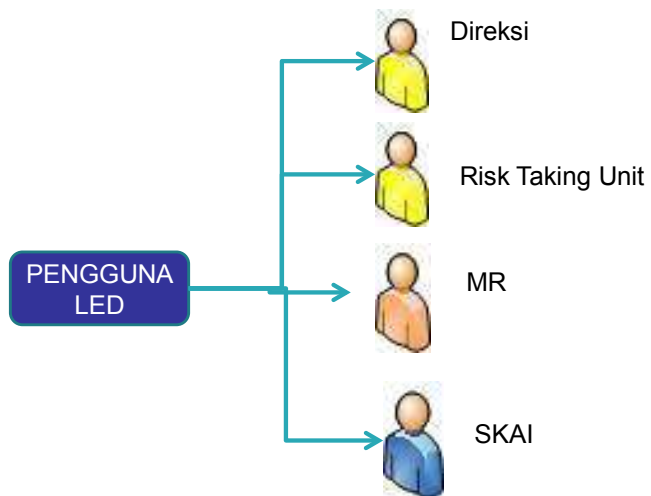 Direksi
Risk Taking Unit
PENGGUNA
LED
MR
SKAI